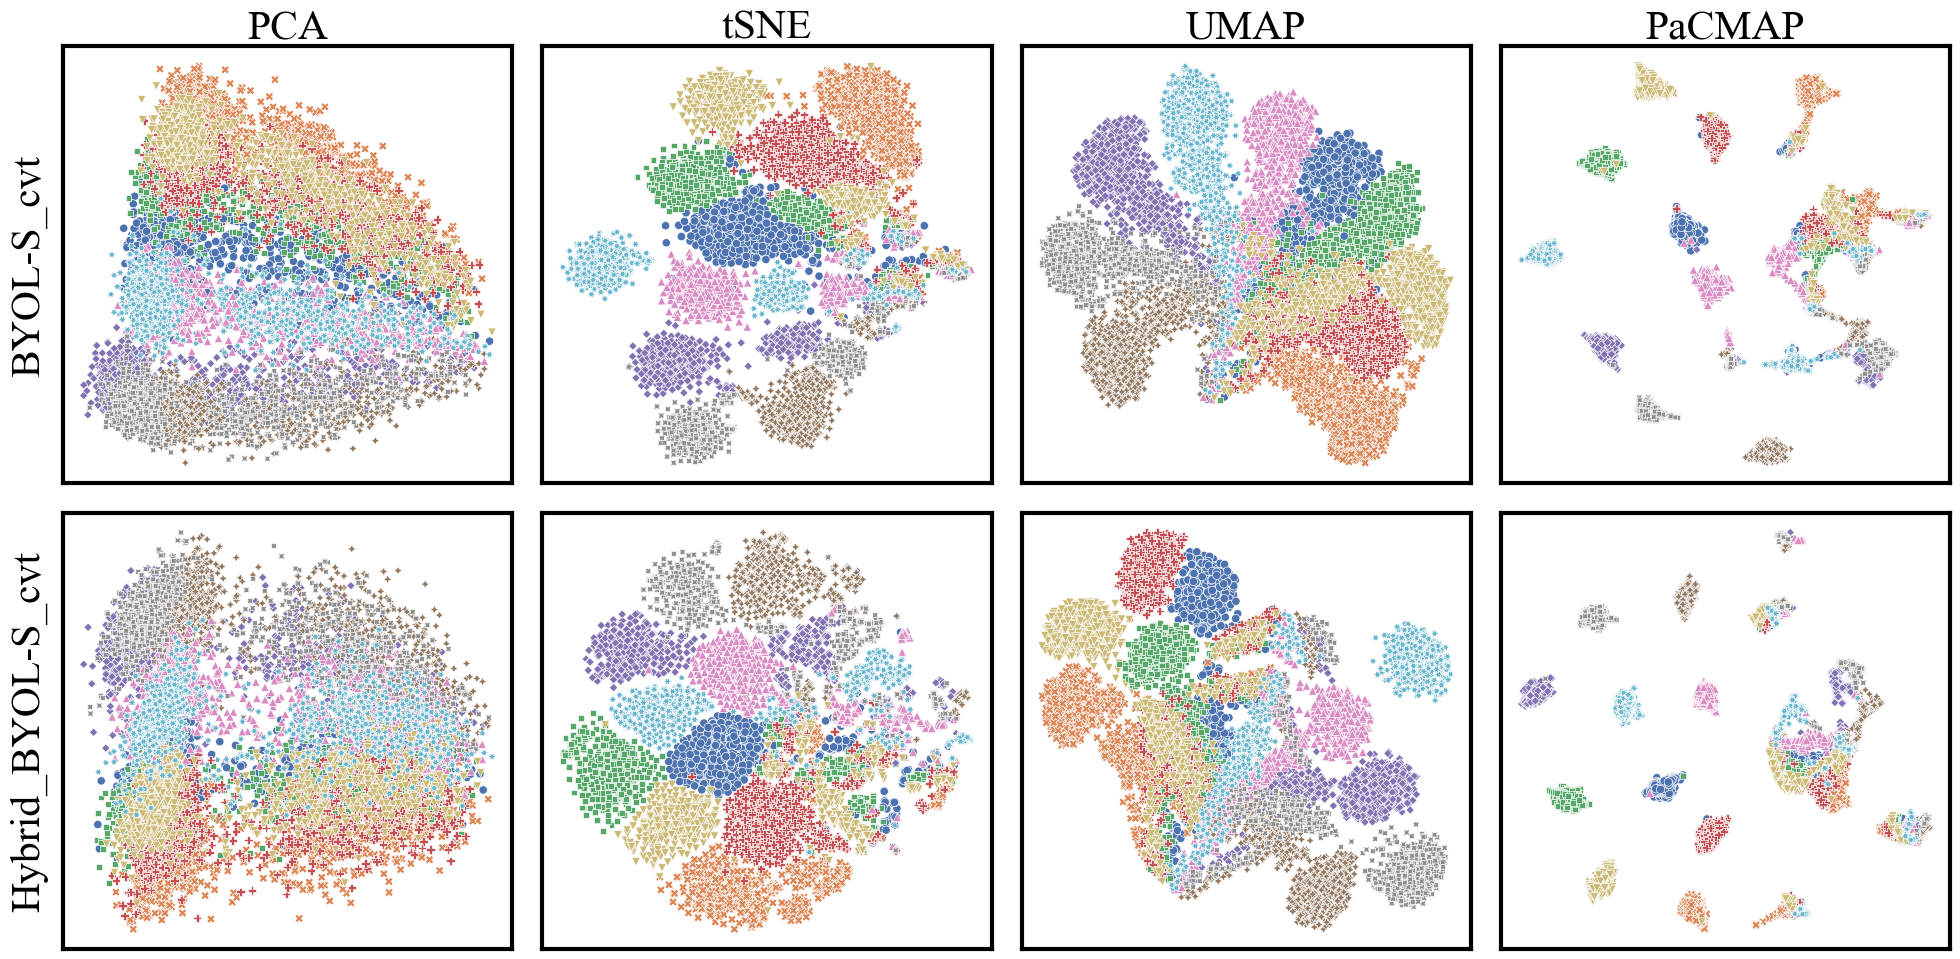 PCA
tSNE
UMAP
PaCMAP
BYOL-S_cvt
Hybrid_BYOL-S_cvt